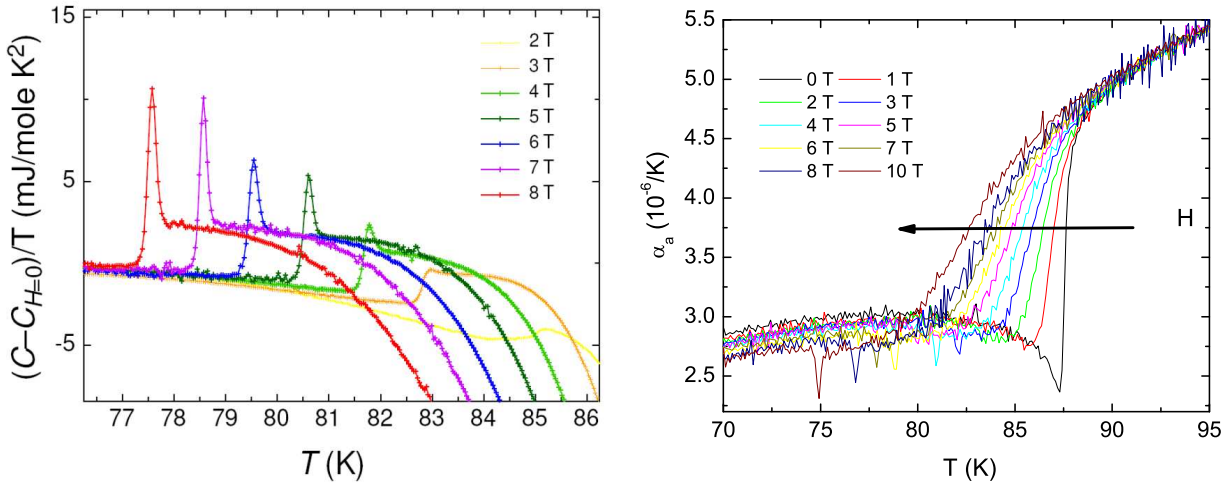 (C–C_{H=0})/T (mJ/mole K²)
15
5
-5
2 T
3 T
4 T
5 T
6 T
7 T
8 T
77 78 79 80 81 82 83 84 85 86
T (K)
α_a (10⁻⁶/K)
5.5
5.0
4.5
4.0
3.5
3.0
2.5
0 T 1 T
2 T 3 T
4 T 5 T
6 T 7 T
8 T 10 T
H
70 75 80 85 90 95
T (K)